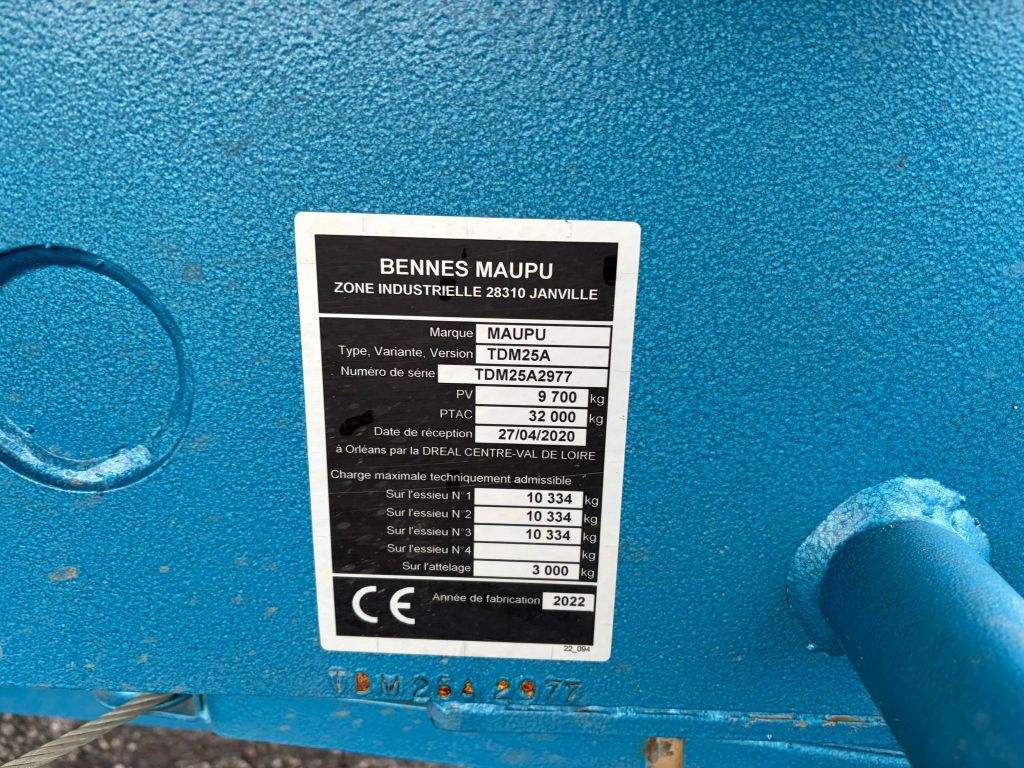 BENNES MAUPU
ZONE INDUSTRIELLE 28310 JANVILLE
Marque MAUPU
Type, Variante, Version TDM25A
Numéro de série TDM25A2977
PV 9 700 kg
PTAC 32 000 kg
Date de réception 27/04/2020
à Orléans par la DREAL CENTRE-VAL DE LOIRE
Charge maximale techniquement admissible
Sur l'essieu N°1 10 334 kg
Sur l'essieu N°2 10 334 kg
Sur l'essieu N°3 10 334 kg
Sur l'essieu N°4 kg
Sur l'attelage 3 000 kg
CE Année de fabrication 2022
22_094
TDM25A2977